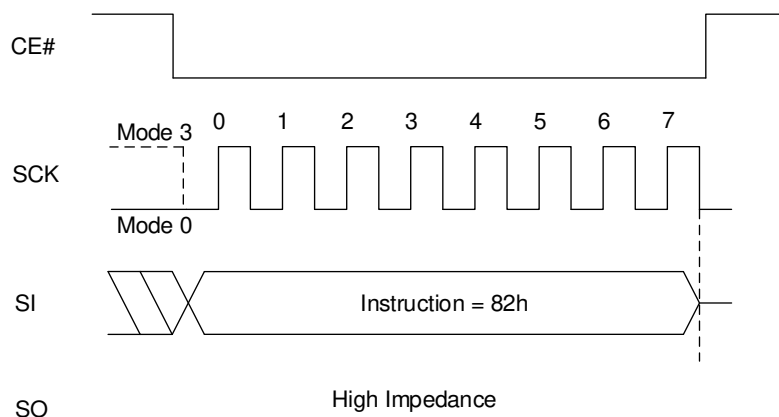 CE#
Mode 3
0 1 2 3 4 5 6 7
SCK
Mode 0
SI
Instruction = 82h
High Impedance
SO